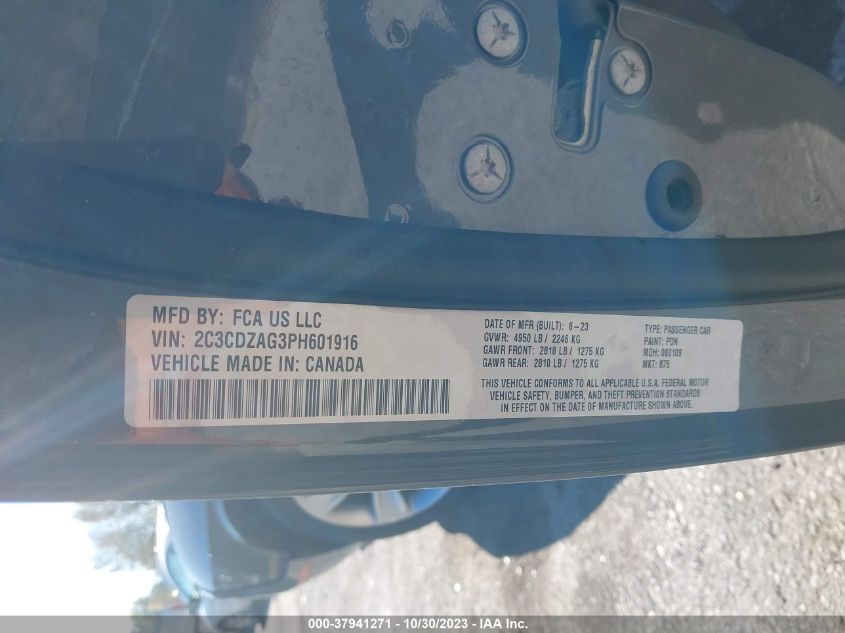 MFD BY: FCA US LLC
VIN: 2C3CDZAG3PH601916
VEHICLE MADE IN: CANADA
DATE OF MFR (BUILT): 6-23
GVWR: 4950 LB / 2246 KG
GAWR FRONT: 2810 LB / 1275 KG
GAWR REAR: 2810 LB / 1275 KG
TYPE: PASSENGER CAR
PAINT: PDN
MDH: 060109
MKT: 875
THIS VEHICLE CONFORMS TO ALL APPLICABLE U.S.A. FEDERAL MOTOR
VEHICLE SAFETY, BUMPER, AND THEFT PREVENTION STANDARDS
IN EFFECT ON THE DATE OF MANUFACTURE SHOWN ABOVE.
000-37941271 - 10/30/2023 - IAA Inc.